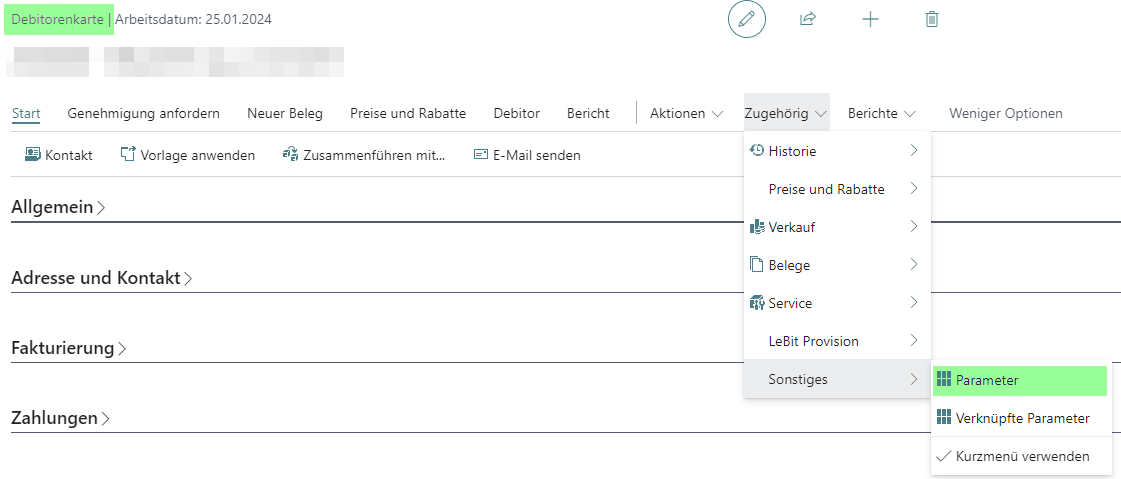 Debitorenkarte | Arbeitsdatum: 25.01.2024
Start Genehmigung anfordern Neuer Beleg Preise und Rabatte Debitor Bericht Aktionen Zugehörig Berichte Weniger Optionen
Kontakt Vorlage anwenden Zusammenführen mit... E-Mail senden
Historie
Preise und Rabatte
Verkauf
Belege
Service
LeBit Provision
Sonstiges
Parameter
Verknüpfte Parameter
Kurzmenü verwenden
Allgemein
Adresse und Kontakt
Fakturierung
Zahlungen